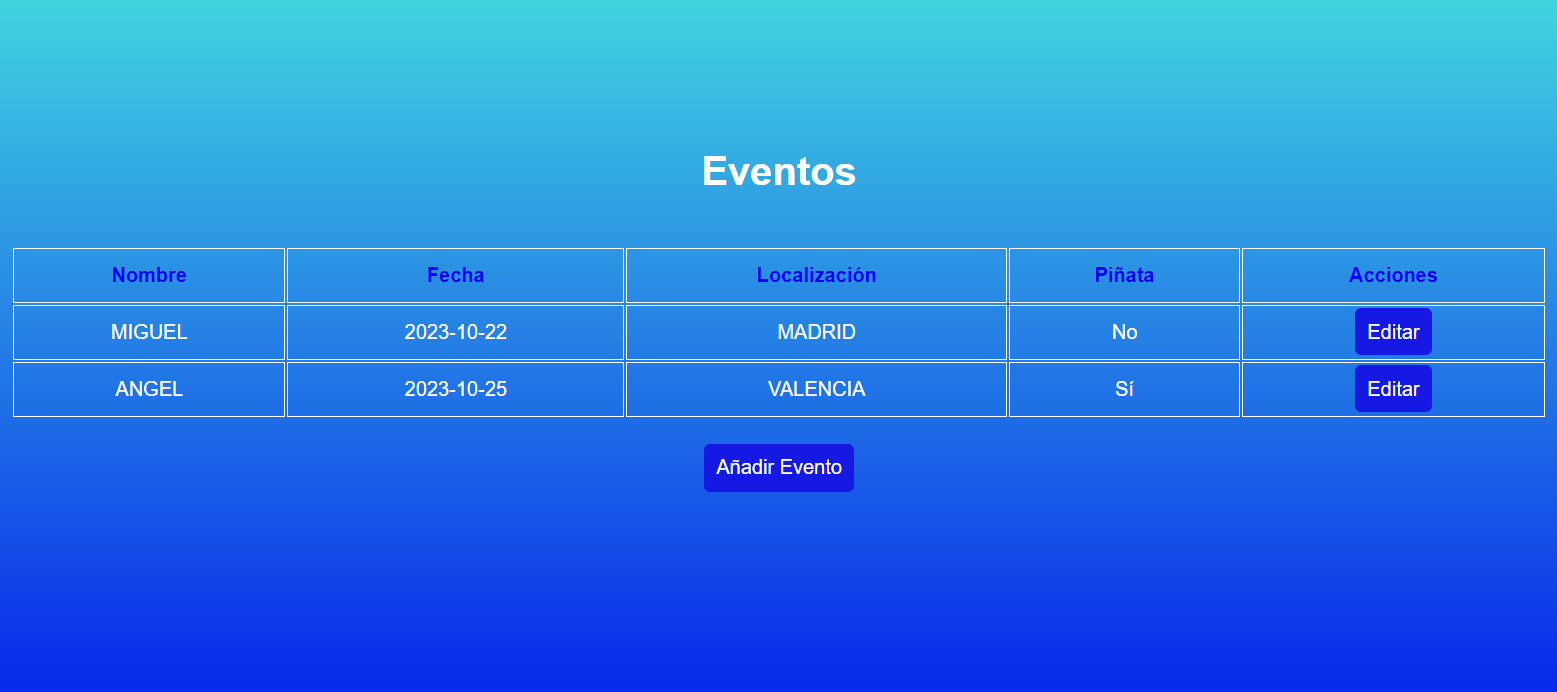 Eventos
Nombre Fecha Localización Piñata Acciones
MIGUEL 2023-10-22 MADRID No Editar
ANGEL 2023-10-25 VALENCIA Sí Editar
Añadir Evento